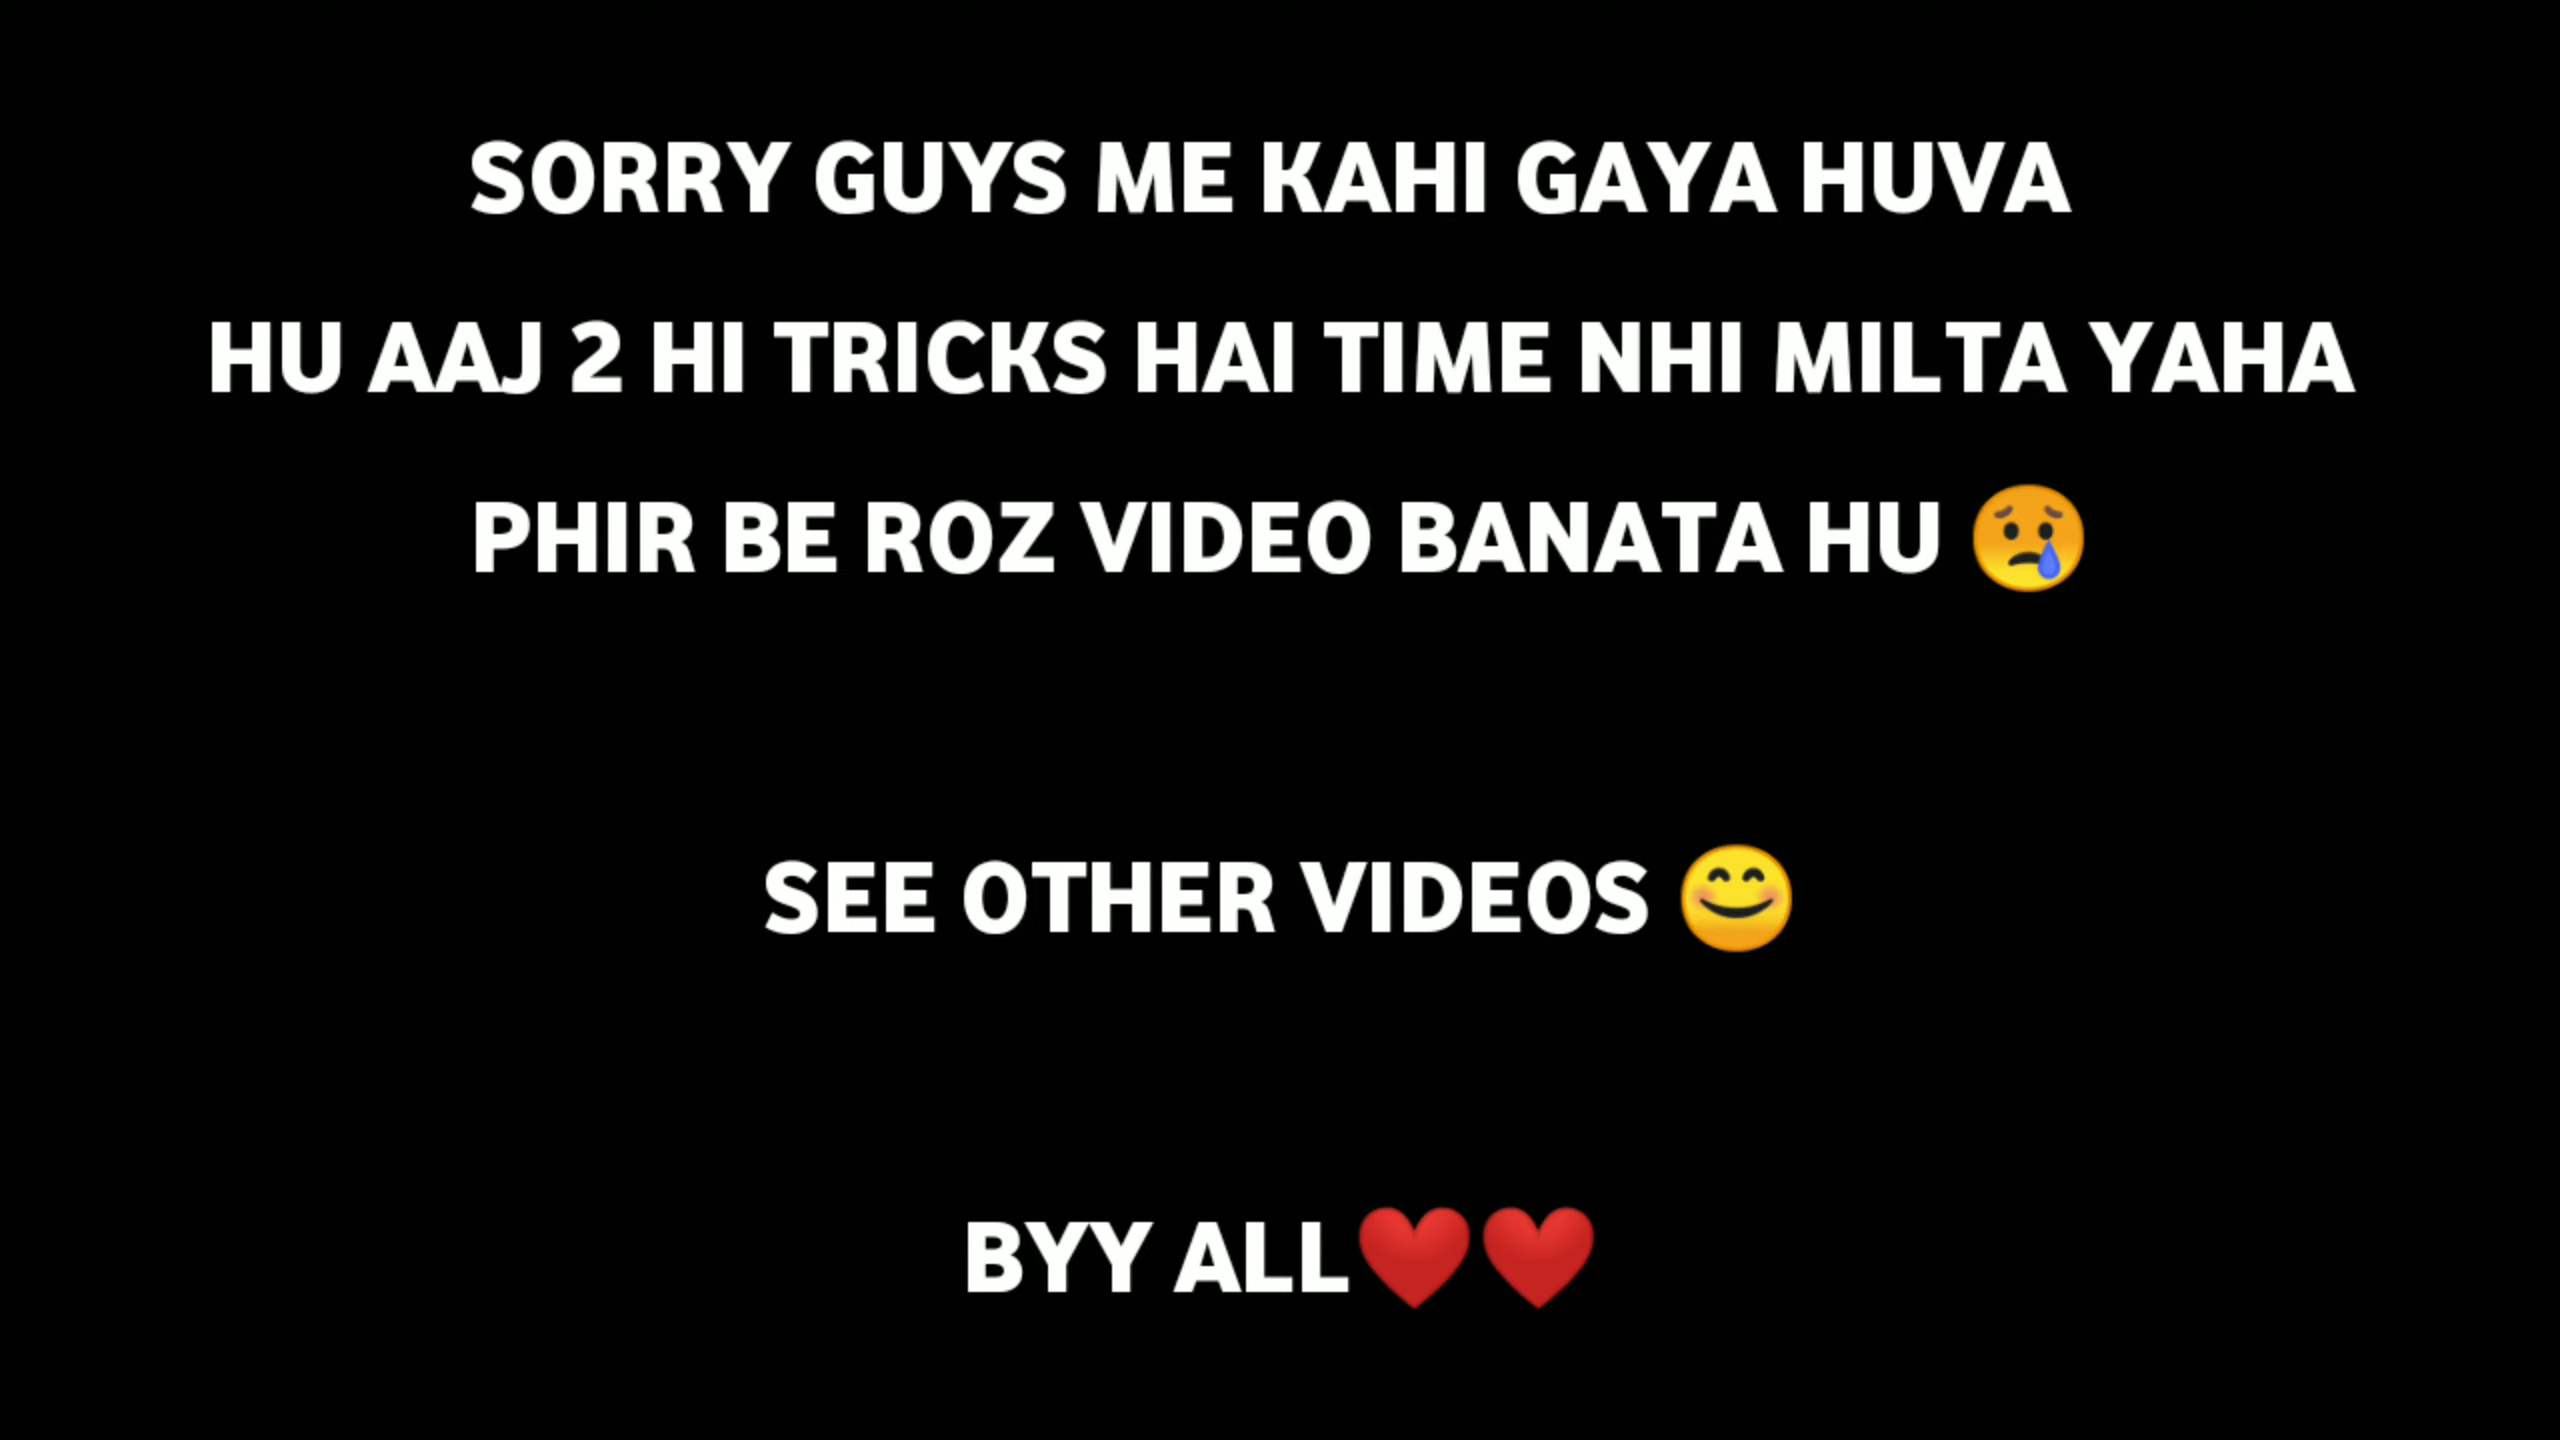 SORRY GUYS ME KAHI GAYA HUVA
HU AAJ 2 HI TRICKS HAI TIME NHI MILTA YAHA
PHIR BE ROZ VIDEO BANATA HU 😢
SEE OTHER VIDEOS 😊
BYY ALL❤️❤️